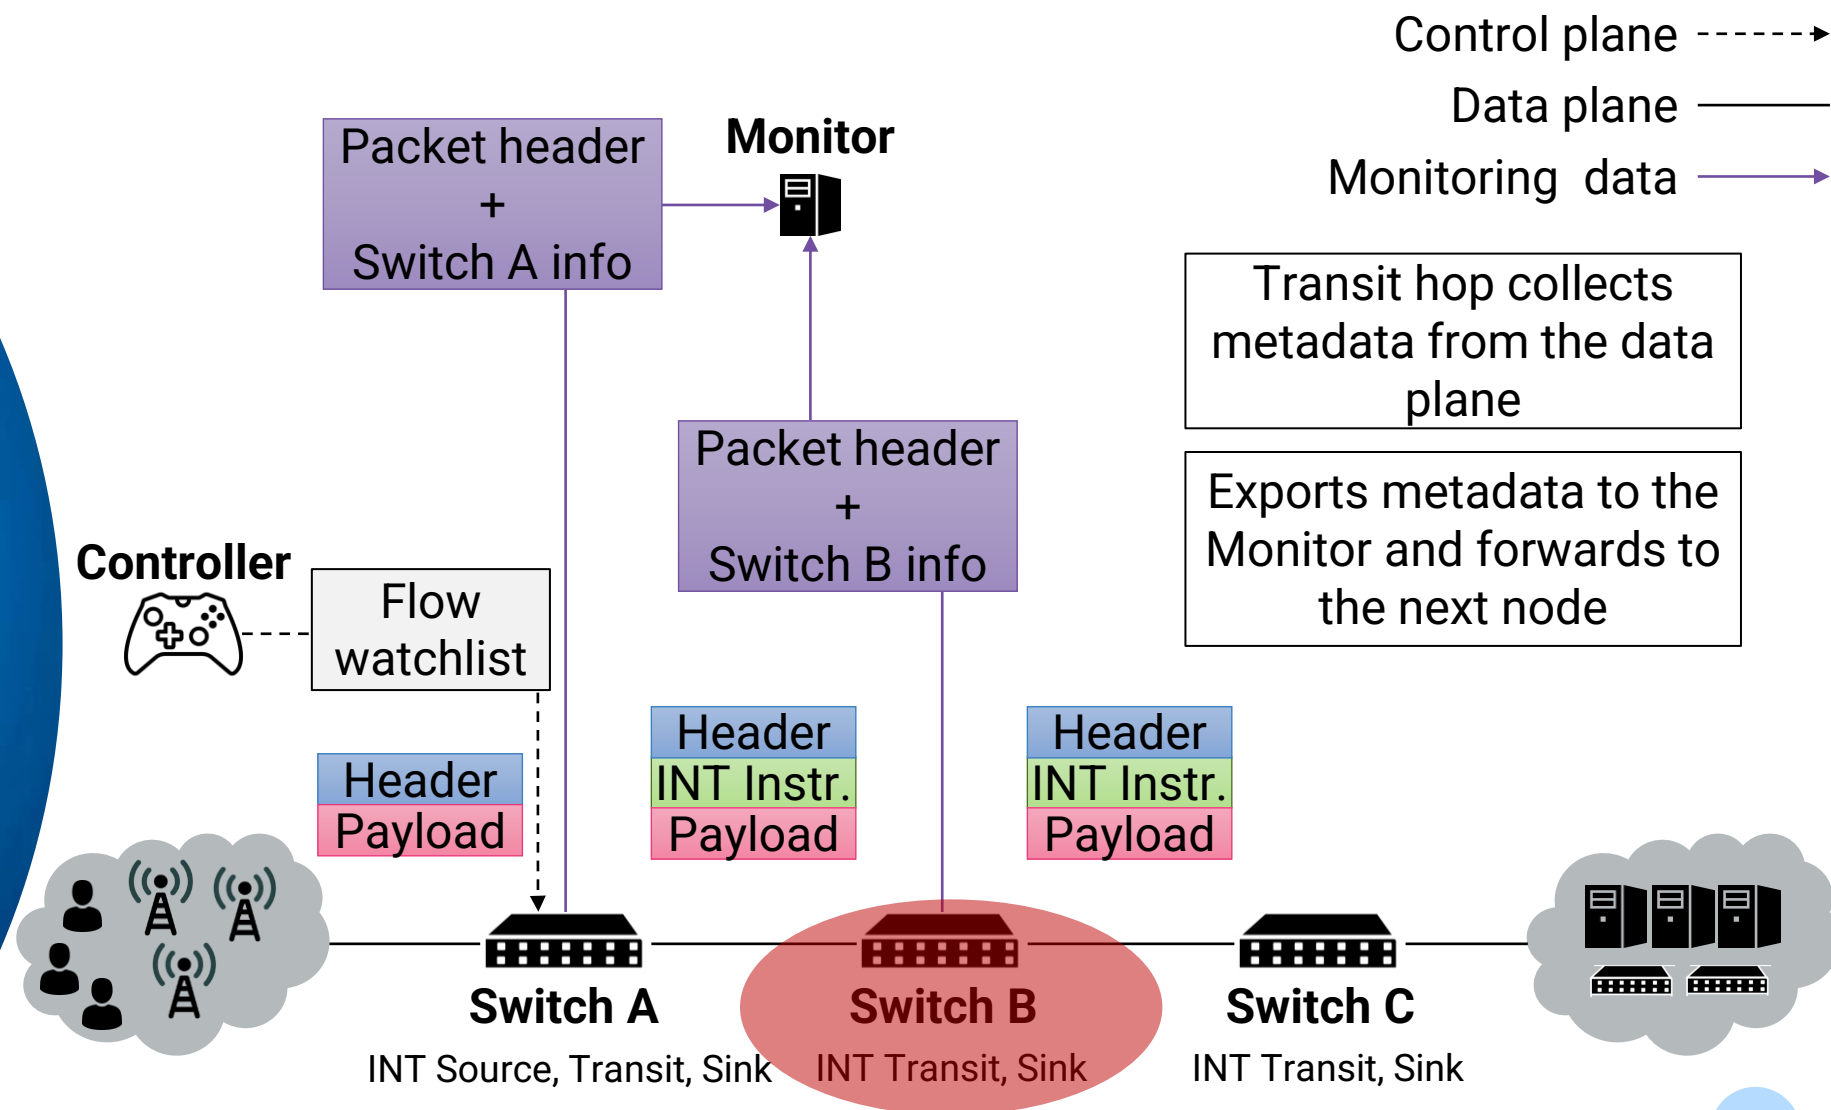 Control plane
Data plane
Monitoring data
Packet header
+
Switch A info
Monitor
Transit hop collects
metadata from the data
plane
Packet header
+
Switch B info
Exports metadata to the
Monitor and forwards to
the next node
Controller
Flow
watchlist
Header
Payload
Header
INT Instr.
Payload
Header
INT Instr.
Payload
Switch A
INT Source, Transit, Sink
Switch B
INT Transit, Sink
Switch C
INT Transit, Sink